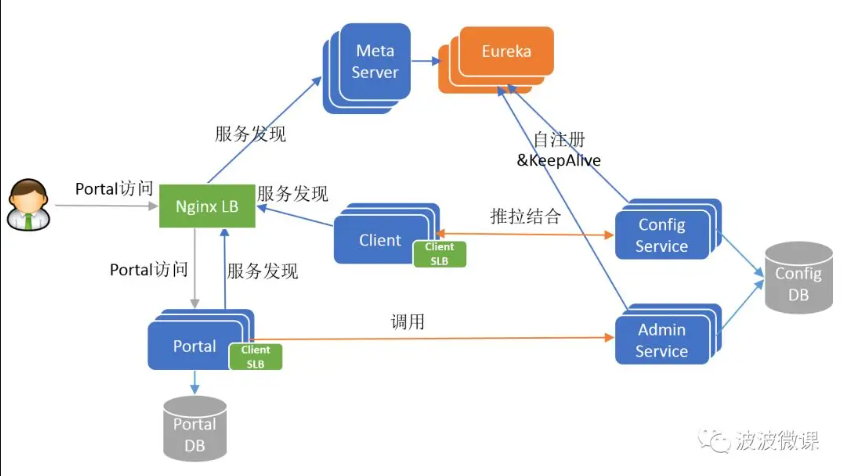 Meta
Server
Eureka
服务发现
自注册
&KeepAlive
Portal访问
Nginx LB
服务发现
Client
Client
SLB
推拉结合
Config
Service
Config
DB
Portal访问
服务发现
调用
Portal
Client
SLB
Admin
Service
Portal
DB
波波微课